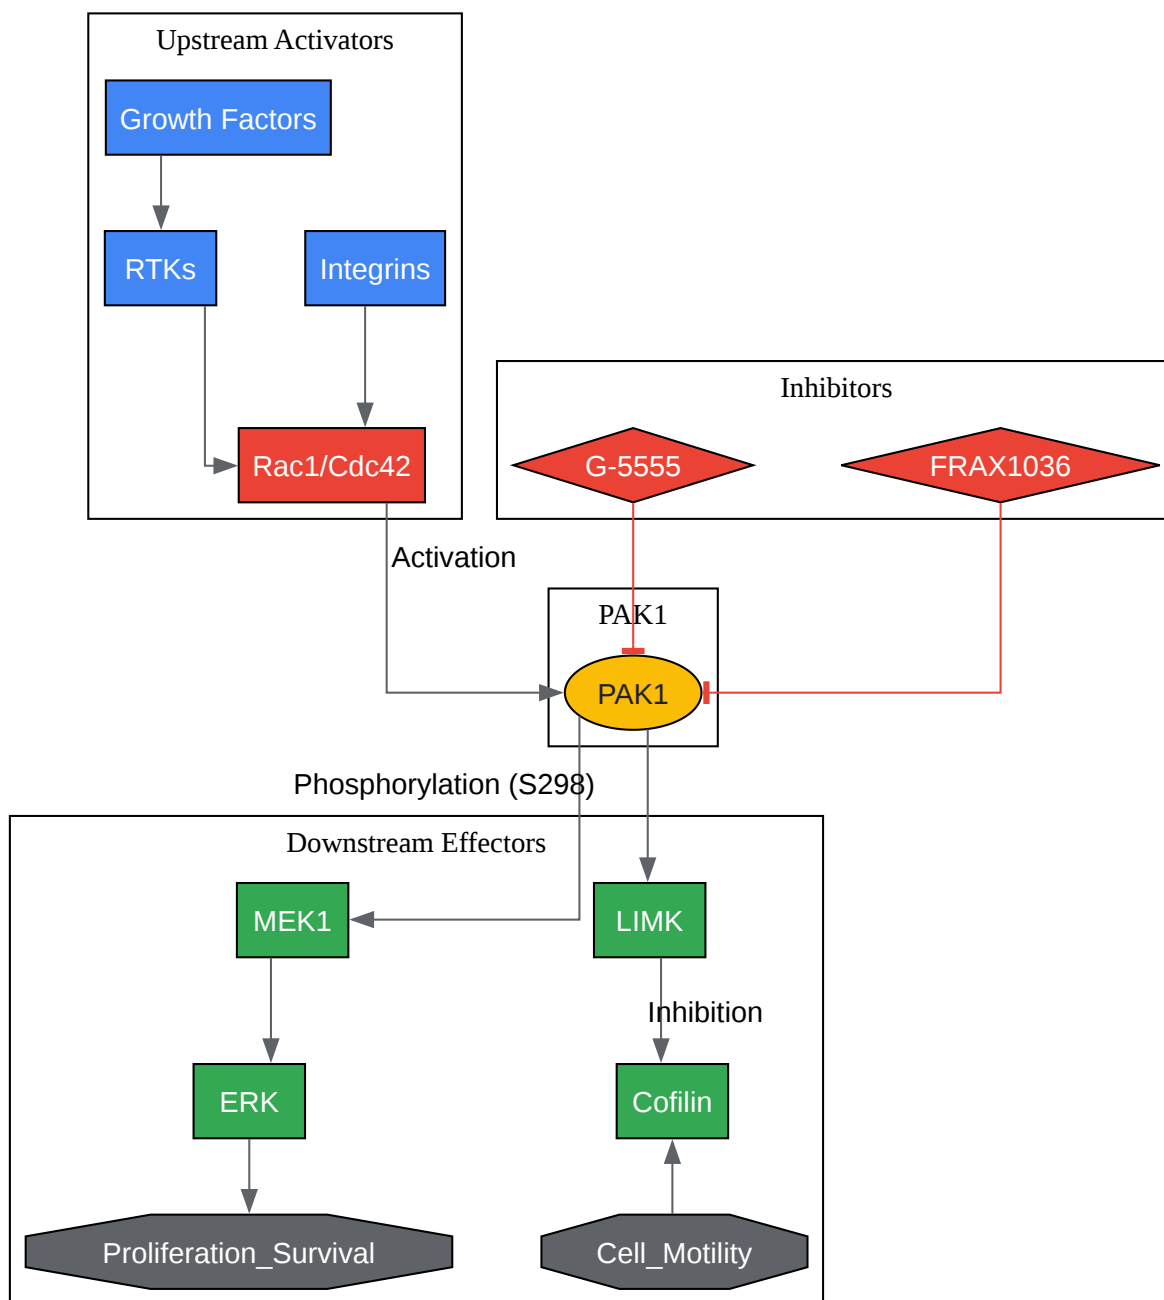 Upstream Activators
Growth Factors
RTKs
Integrins
Rac1/Cdc42
Inhibitors
G-5555
FRAX1036
Activation
PAK1
PAK1
Phosphorylation (S298)
Downstream Effectors
MEK1
LIMK
Inhibition
ERK
Cofilin
Proliferation_Survival
Cell_Motility